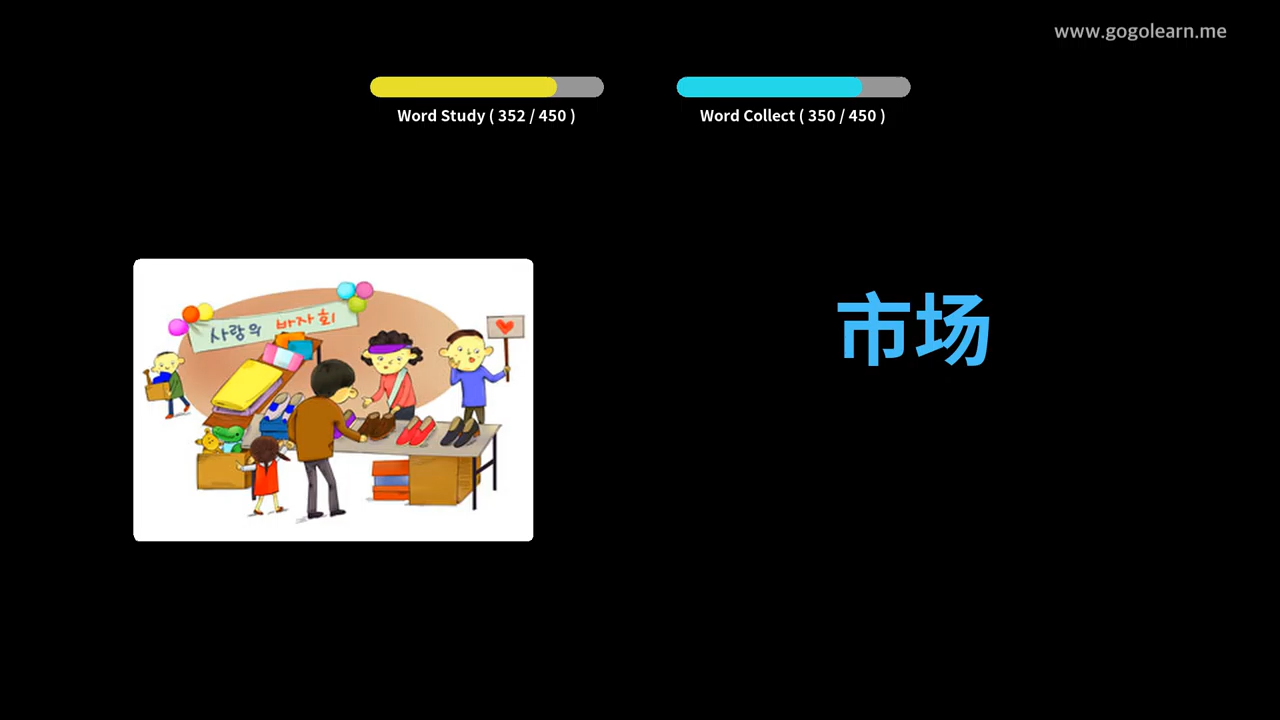 www.gogolearn.me
Word Study ( 352 / 450 )
Word Collect ( 350 / 450 )
사랑의 바자회
市场